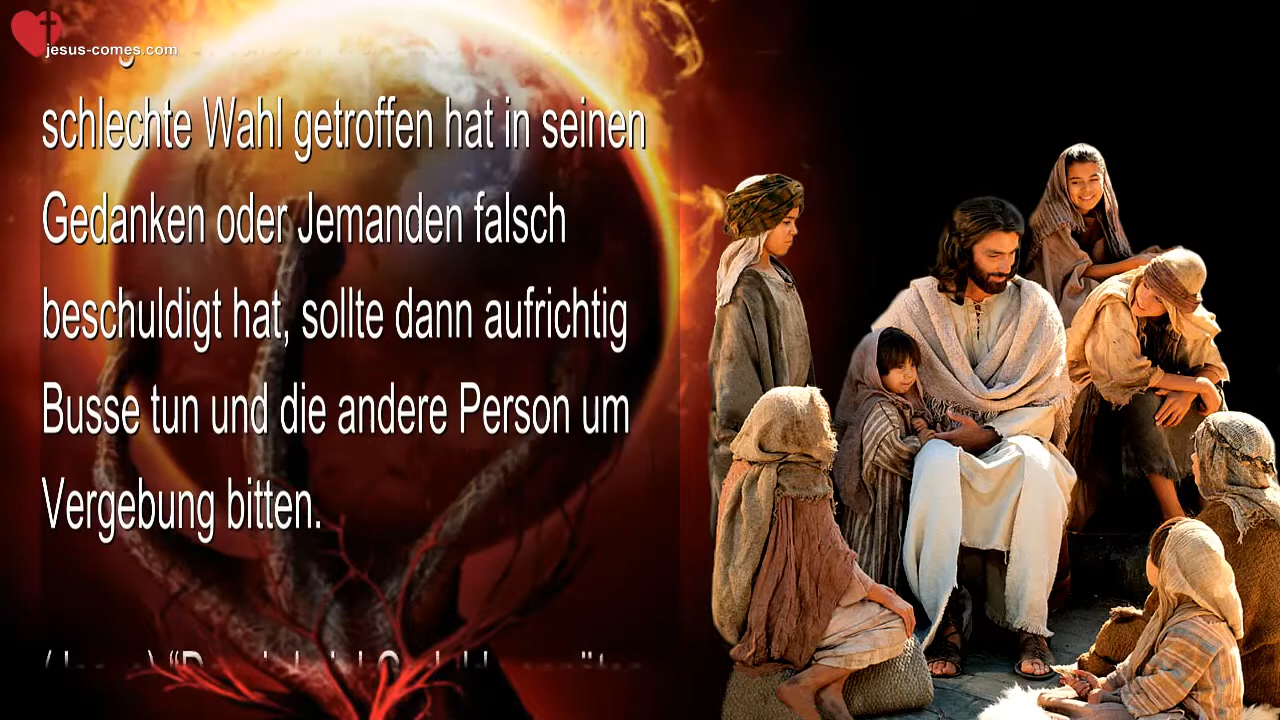 jesus-comes.com
schlechte Wahl getroffen hat in seinen
Gedanken oder Jemanden falsch
beschuldigt hat, sollte dann aufrichtig
Busse tun und die andere Person um
Vergebung bitten.